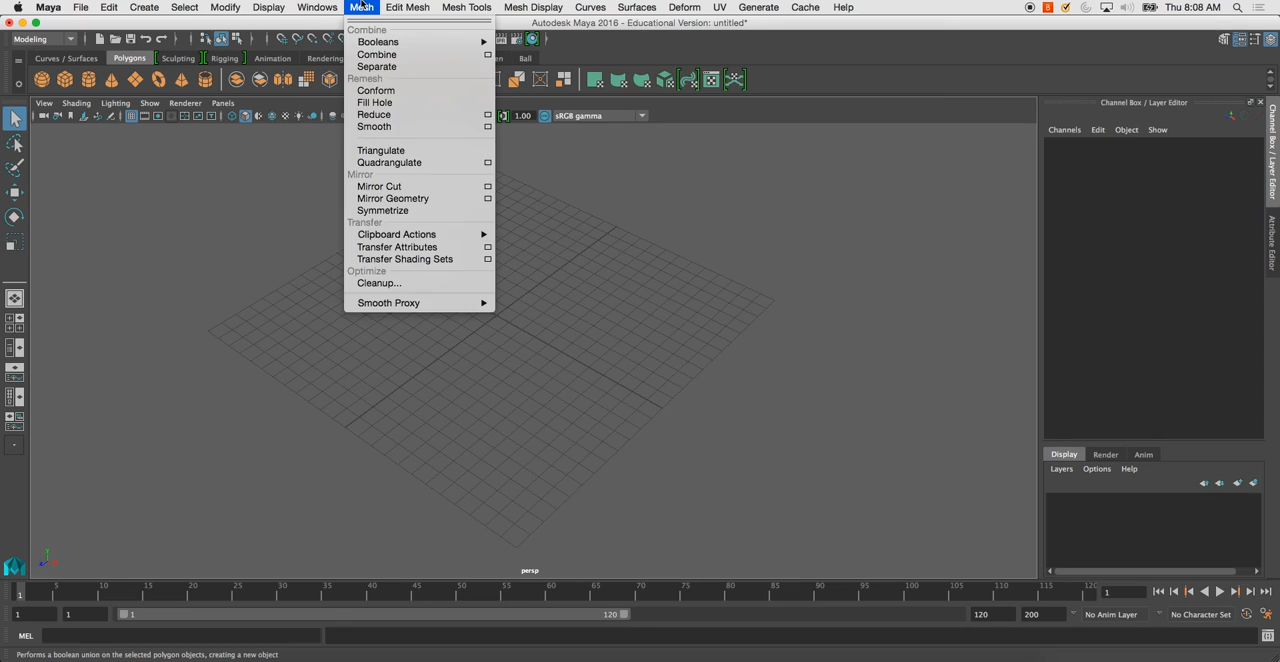 Maya File Edit Create Select Modify Display Windows Mesh Edit Mesh Mesh Tools Mesh Display Curves Surfaces Deform UV Generate Cache Help Thu 8:08 AM
Autodesk Maya 2016 - Educational Version: untitled*
Modeling
Curves / Surfaces Polygons Sculpting Rigging Animation Rendering Ball
View Shading Lighting Show Renderer Panels
1.00 sRGB gamma
Combine
Booleans
Combine
Separate
Remesh
Conform
Fill Hole
Reduce
Smooth
Triangulate
Quadrangulate
Mirror
Mirror Cut
Mirror Geometry
Symmetrize
Transfer
Clipboard Actions
Transfer Attributes
Transfer Shading Sets
Optimize
Cleanup...
Smooth Proxy
Channel Box / Layer Editor
Channels Edit Object Show
Channel Box / Layer Editor
Attribute Editor
Display Render Anim
Layers Options Help
persp
5 10 15 20 25 30 35 40 45 50 55 60 65 70 75 80 85 90 95 100 105 110 115 120
1 1
1 1 1 120 120 200 No Anim Layer No Character Set
MEL
Performs a boolean union on the selected polygon objects, creating a new object